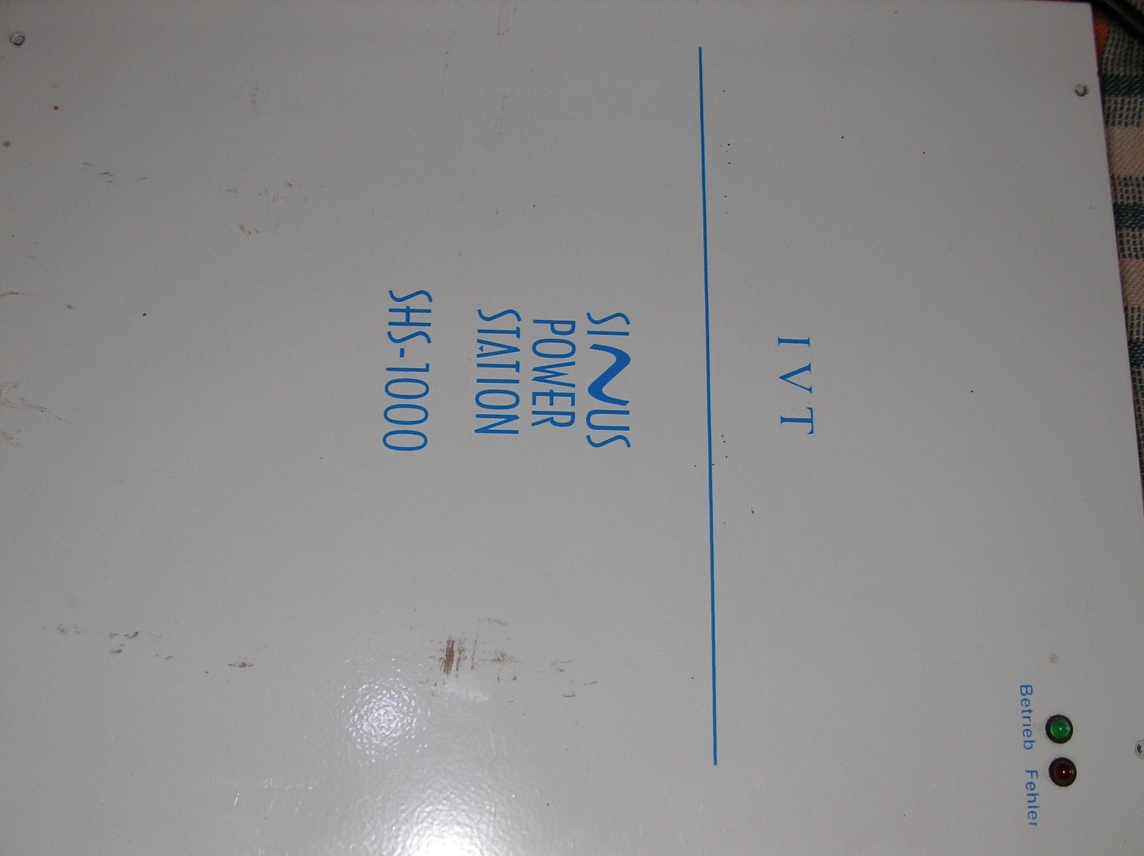 Betrieb Fehler
IVT
SINUS
POWER
STATION
SHS-1000